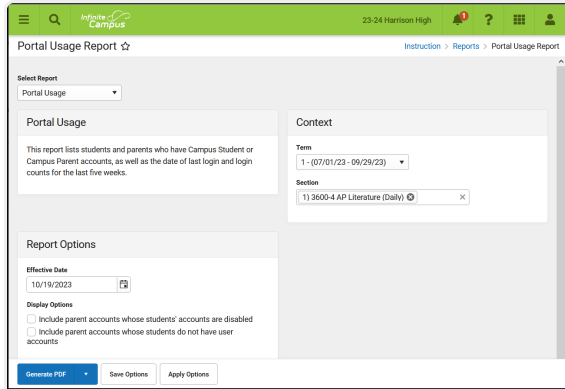 Infinite Campus
23-24 Harrison High
1
?
Portal Usage Report
Instruction > Reports > Portal Usage Report
Select Report
Portal Usage
Portal Usage
This report lists students and parents who have Campus Student or
Campus Parent accounts, as well as the date of last login and login
counts for the last five weeks.
Context
Term
1 - (07/01/23 - 09/29/23)
Section
1) 3600-4 AP Literature (Daily)
Report Options
Effective Date
10/19/2023
Display Options
Include parent accounts whose students' accounts are disabled
Include parent accounts whose students do not have user
accounts
Generate PDF
Save Options
Apply Options